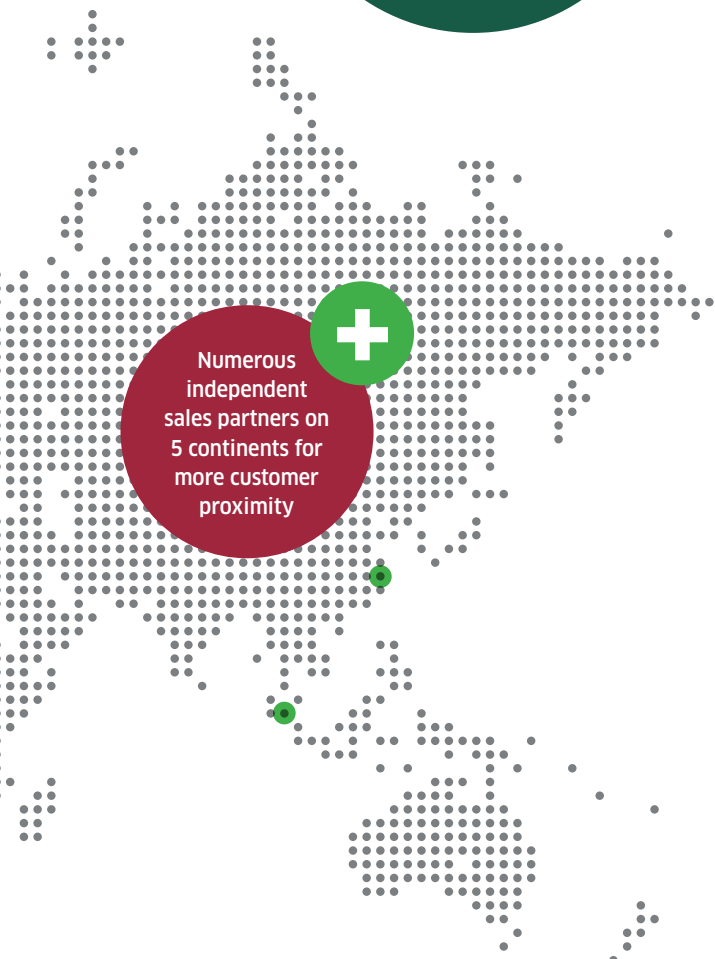 Numerous
independent
sales partners on
5 continents for
more customer
proximity